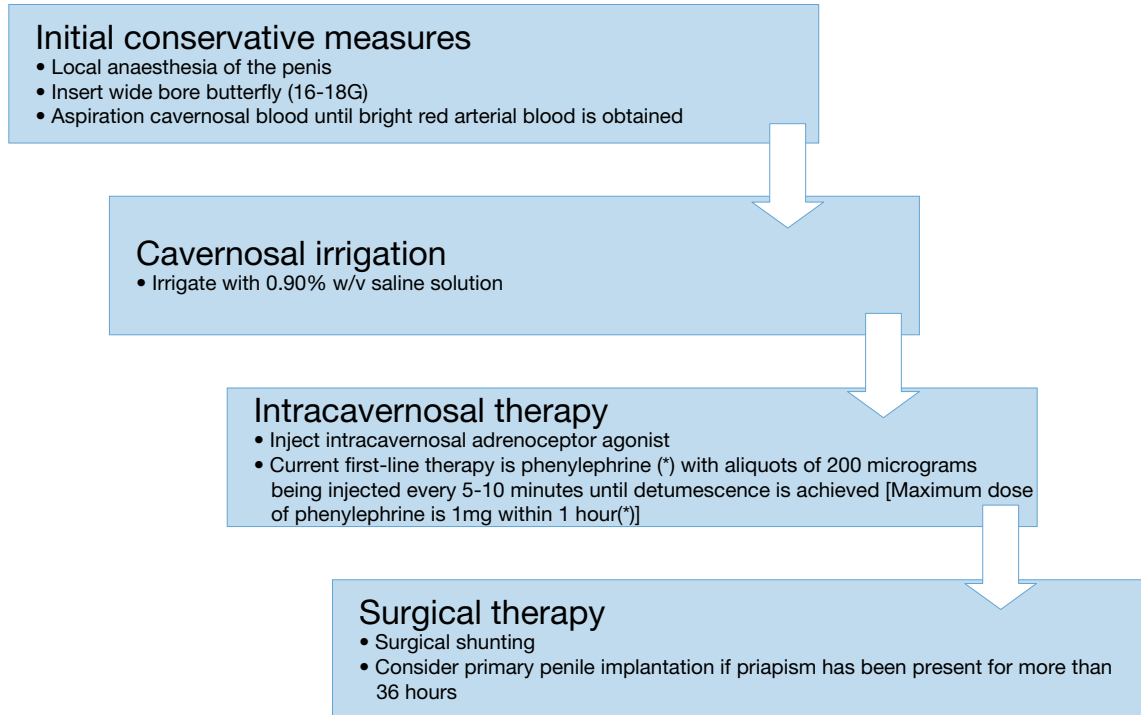 Initial conservative measures
• Local anaesthesia of the penis
• Insert wide bore butterfly (16-18G)
• Aspiration cavernosal blood until bright red arterial blood is obtained
Cavernosal irrigation
• Irrigate with 0.90% w/v saline solution
Intracavernosal therapy
• Inject intracavernosal adrenoceptor agonist
• Current first-line therapy is phenylephrine (*) with aliquots of 200 micrograms
being injected every 5-10 minutes until detumescence is achieved [Maximum dose
of phenylephrine is 1mg within 1 hour(*)]
Surgical therapy
• Surgical shunting
• Consider primary penile implantation if priapism has been present for more than
36 hours